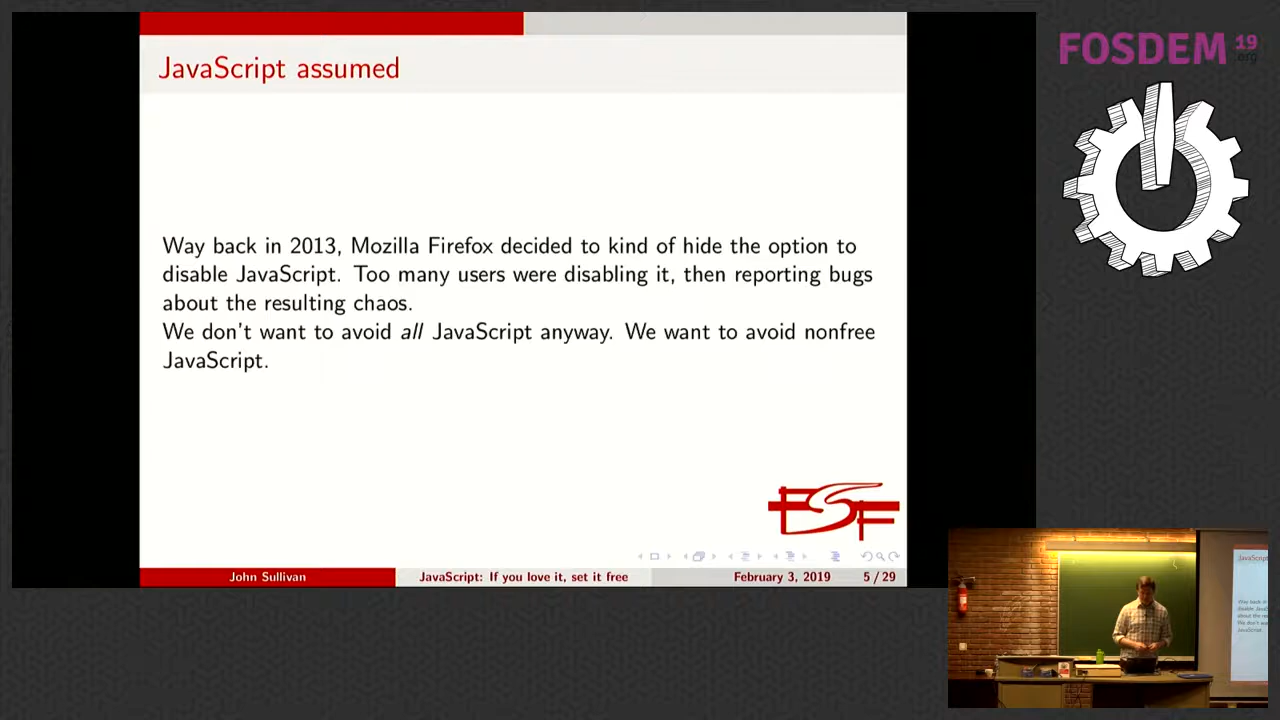 JavaScript assumed
FOSDEM 19
.org
Way back in 2013, Mozilla Firefox decided to kind of hide the option to
disable JavaScript. Too many users were disabling it, then reporting bugs
about the resulting chaos.
We don't want to avoid all JavaScript anyway. We want to avoid nonfree
JavaScript.
FSF
John Sullivan
JavaScript: If you love it, set it free
February 3, 2019
5 / 29